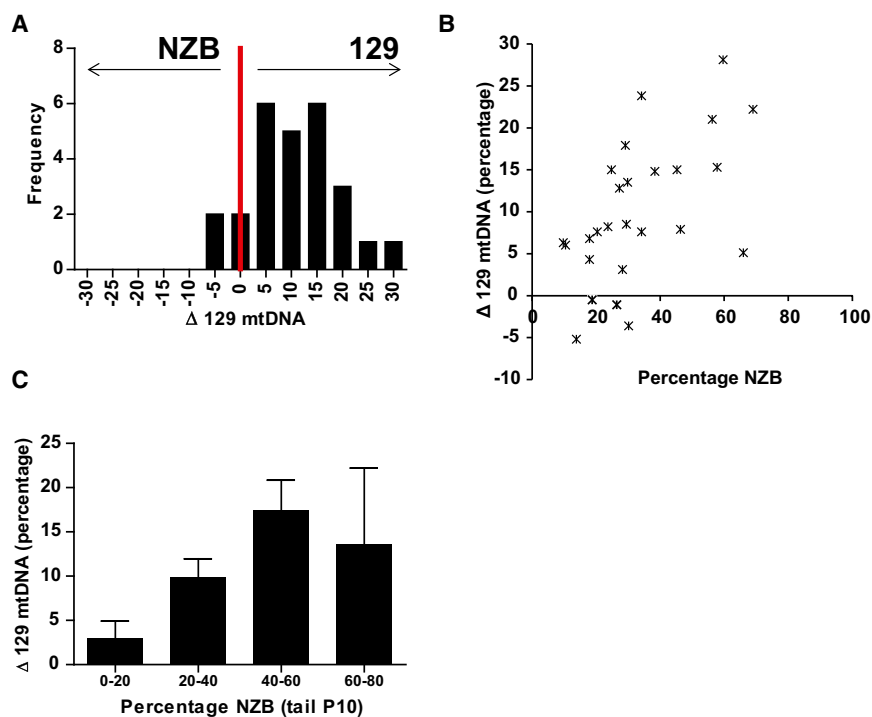 A
NZB 129
8
6
4
2
0
Frequency
-30 -25 -20 -15 -10 -5 0 5 10 15 20 25 30
Δ 129 mtDNA
B
30
25
20
15
10
5
0
-5
-10
Δ 129 mtDNA (percentage)
0 20 40 60 80 100
Percentage NZB
C
25
20
15
10
5
0
Δ 129 mtDNA (percentage)
0-20 20-40 40-60 60-80
Percentage NZB (tail P10)